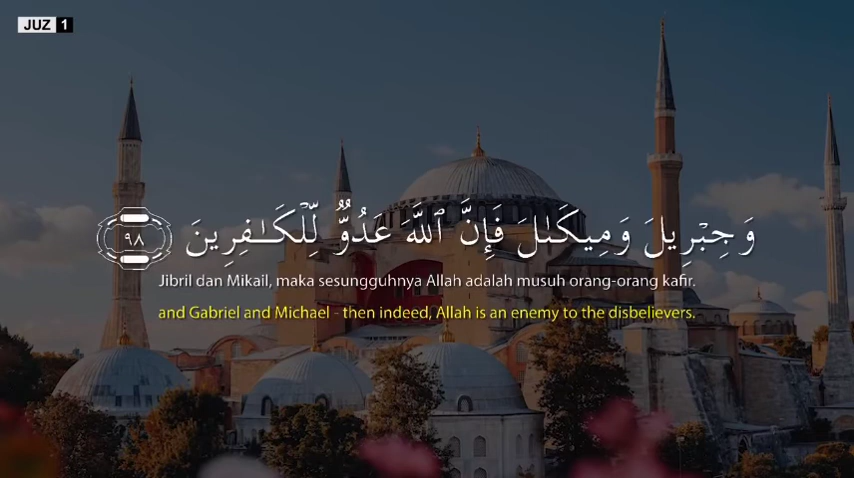 JUZ 1
وَجِبْرِيلَ وَمِيكَىٰلَ فَإِنَّ ٱللَّهَ عَدُوٌّ لِّلْكَـٰفِرِينَ ٩٨
Jibril dan Mikail, maka sesungguhnya Allah adalah musuh orang-orang kafir.
and Gabriel and Michael - then indeed, Allah is an enemy to the disbelievers.